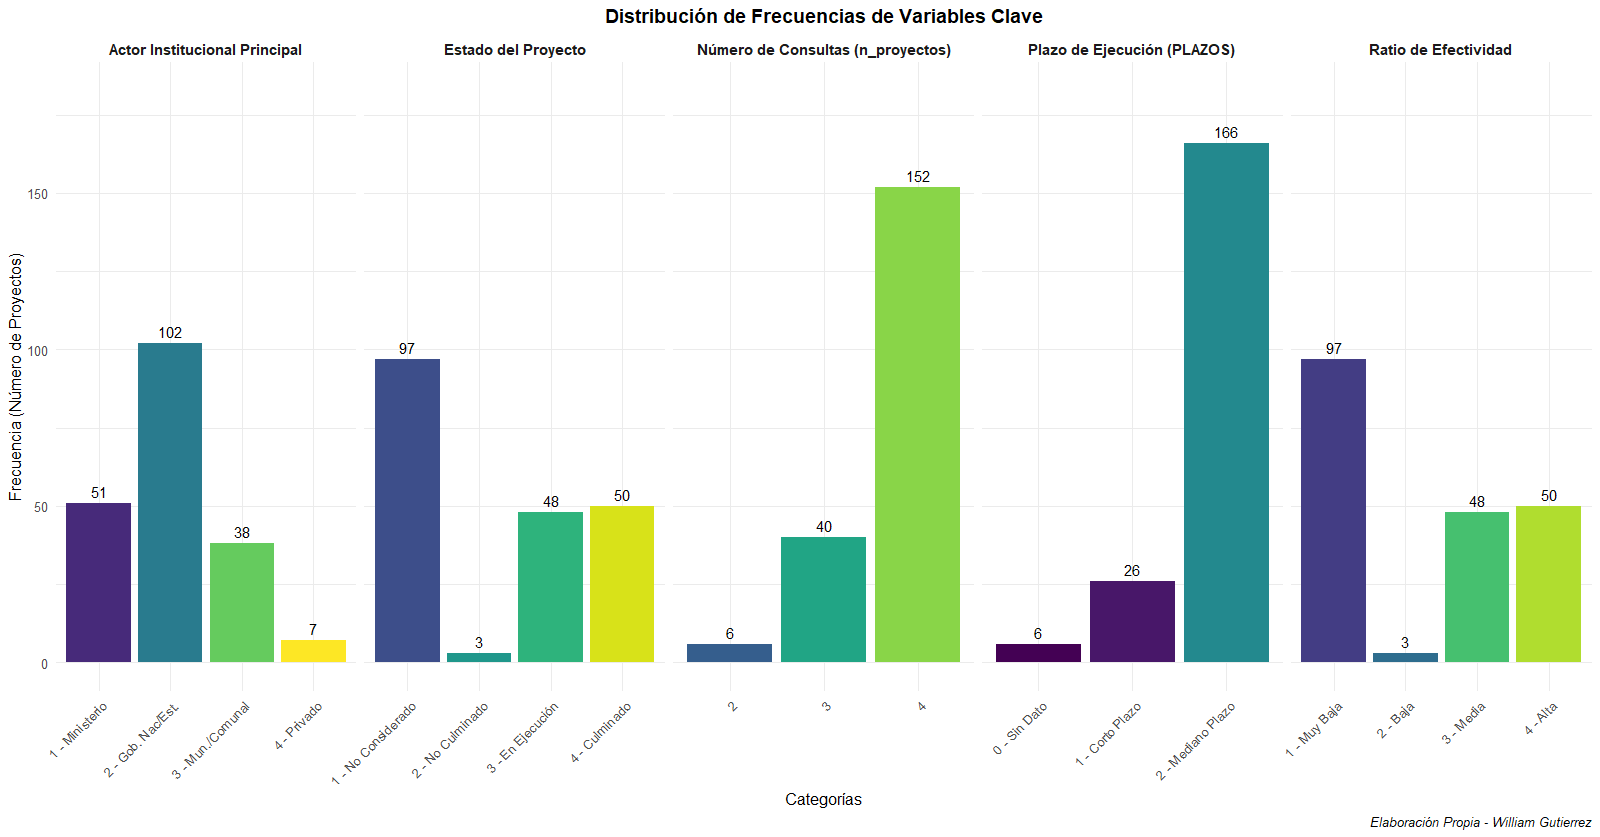 Distribución de Frecuencias de Variables Clave
Actor Institucional Principal
Estado del Proyecto
Número de Consultas (n_proyectos)
Plazo de Ejecución (PLAZOS)
Ratio de Efectividad
Frecuencia (Número de Proyectos)
150
100
50
0
51
102
38
7
97
3
48
50
6
40
152
6
26
166
97
3
48
50
1 - Ministerio
2 - Gob. Nac/Est.
3 - Mun./Comunal
4 - Privado
1 - No Considerado
2 - No Culminado
3 - En Ejecución
4 - Culminado
2
3
4
0 - Sin Dato
1 - Corto Plazo
2 - Mediano Plazo
1 - Muy Baja
2 - Baja
3 - Media
4 - Alta
Categorías
Elaboración Propia - William Gutierrez